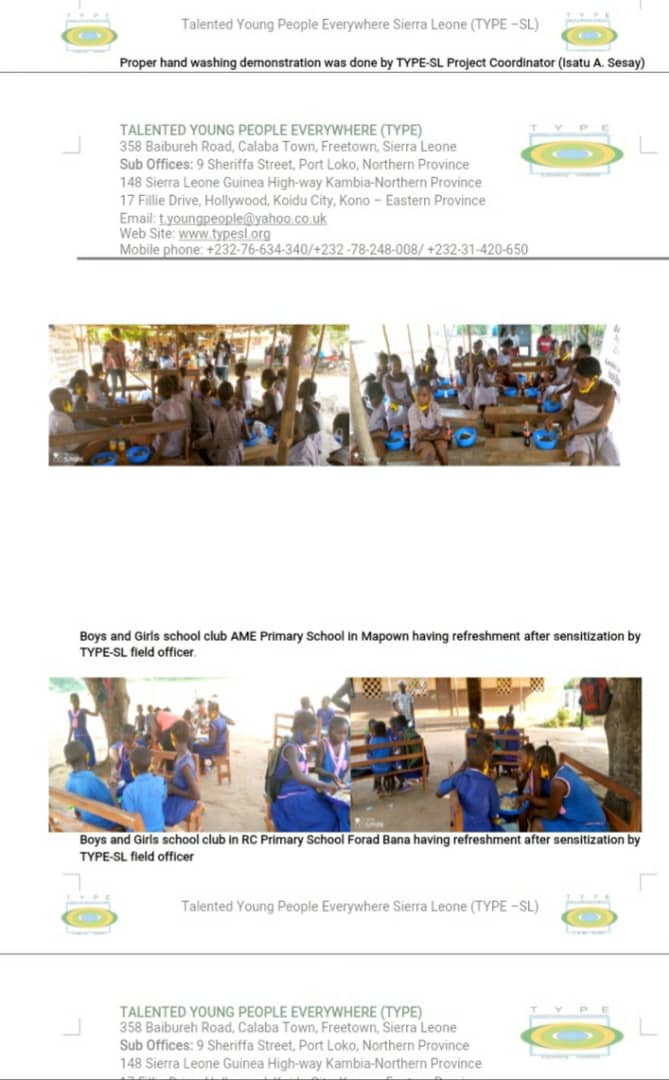 T Y P E
Talented Young People Everywhere Sierra Leone (TYPE –SL)
T Y P E
Proper hand washing demonstration was done by TYPE-SL Project Coordinator (Isatu A. Sesay)
TALENTED YOUNG PEOPLE EVERYWHERE (TYPE)
T Y P E
358 Baibureh Road, Calaba Town, Freetown, Sierra Leone
Sub Offices: 9 Sheriffa Street, Port Loko, Northern Province
148 Sierra Leone Guinea High-way Kambia-Northern Province
17 Fillie Drive, Hollywood, Koidu City, Kono – Eastern Province
Email: t.youngpeople@yahoo.co.uk
Web Site: www.typesl.org
Mobile phone: +232-76-634-340/+232 -78-248-008/ +232-31-420-650
Boys and Girls school club AME Primary School in Mapown having refreshment after sensitization by
TYPE-SL field officer.
Boys and Girls school club in RC Primary School Forad Bana having refreshment after sensitization by
TYPE-SL field officer
T Y P E
Talented Young People Everywhere Sierra Leone (TYPE –SL)
T Y P E
TALENTED YOUNG PEOPLE EVERYWHERE (TYPE)
T Y P E
358 Baibureh Road, Calaba Town, Freetown, Sierra Leone
Sub Offices: 9 Sheriffa Street, Port Loko, Northern Province
148 Sierra Leone Guinea High-way Kambia-Northern Province